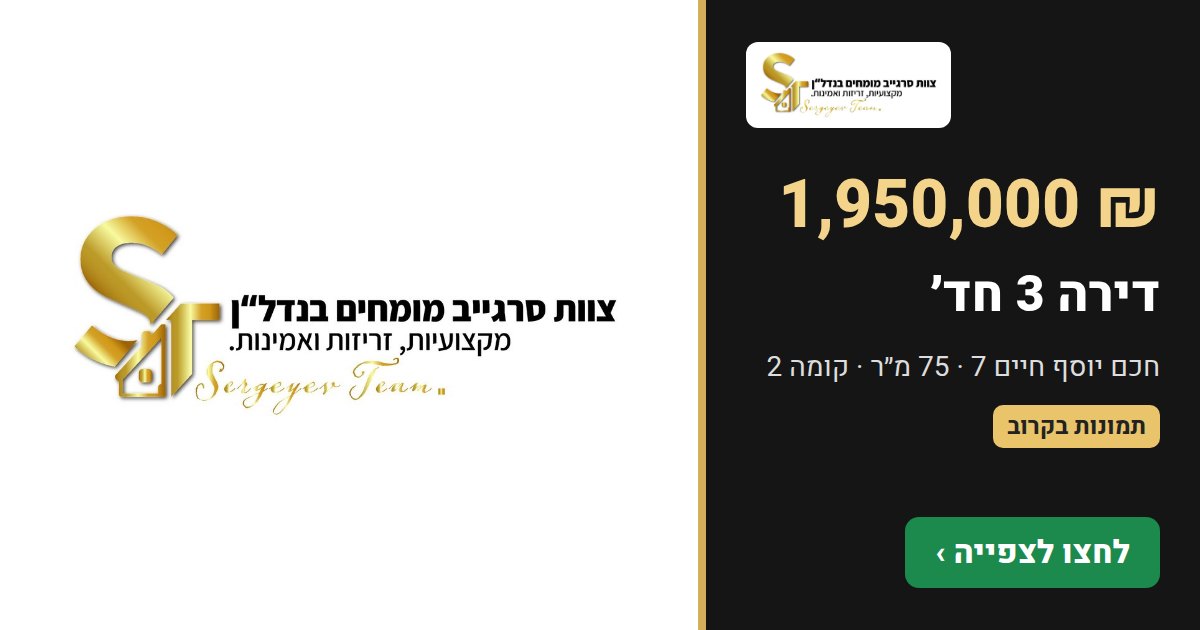 צוות סרגייב מומחים בנדל“ן
מקצועיות, זריזות ואמינות.
Sergeyev Team
צוות סרגייב מומחים בנדל“ן
מקצועיות, זריזות ואמינות.
Sergeyev Team
1,950,000 ₪
דירה 3 חד׳
חכם יוסף חיים 7 · 75 מ״ר · קומה 2
תמונות בקרוב
לחצו לצפייה ›